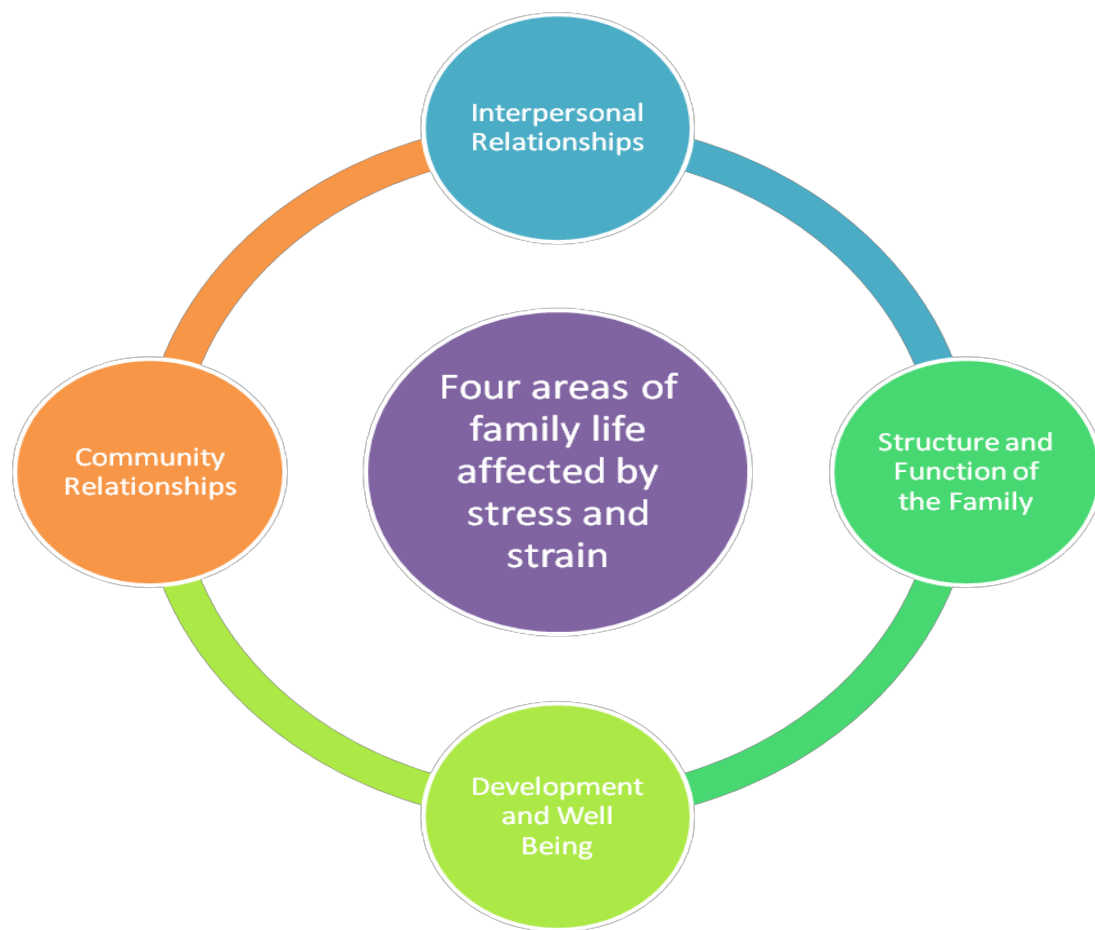 Interpersonal
Relationships
Four areas of
family life
affected by
stress and
strain
Community
Relationships
Structure and
Function of
the Family
Development
and Well
Being